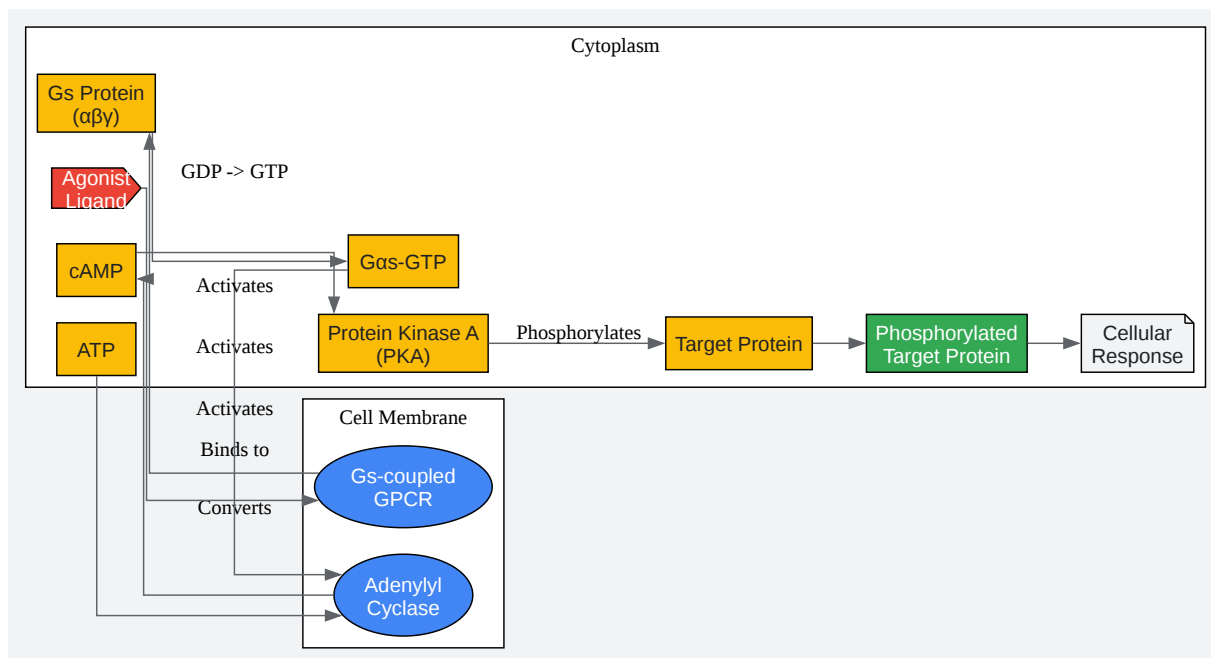 Cytoplasm
Gs Protein
(αβγ)
GDP -> GTP
Agonist
Ligand
cAMP
Gαs-GTP
Activates
Protein Kinase A
(PKA)
Phosphorylates
Target Protein
Phosphorylated
Target Protein
Cellular
Response
ATP
Activates
Activates
Cell Membrane
Binds to
Gs-coupled
GPCR
Converts
Adenylyl
Cyclase